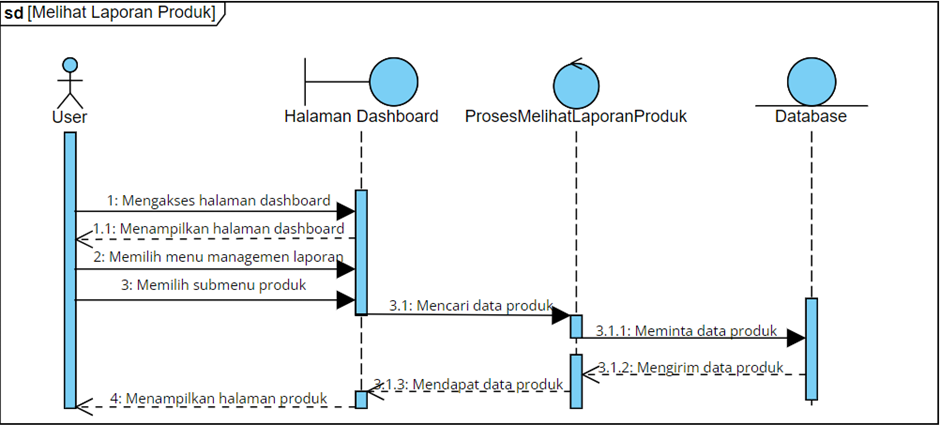 sd [Melihat Laporan Produk]
User
Halaman Dashboard
ProsesMelihatLaporanProduk
Database
1: Mengakses halaman dashboard
1.1: Menampilkan halaman dashboard
2: Memilih menu managemen laporan
3: Memilih submenu produk
3.1: Mencari data produk
3.1.1: Meminta data produk
3.1.2: Mengirim data produk
3.1.3: Mendapat data produk
4: Menampilkan halaman produk